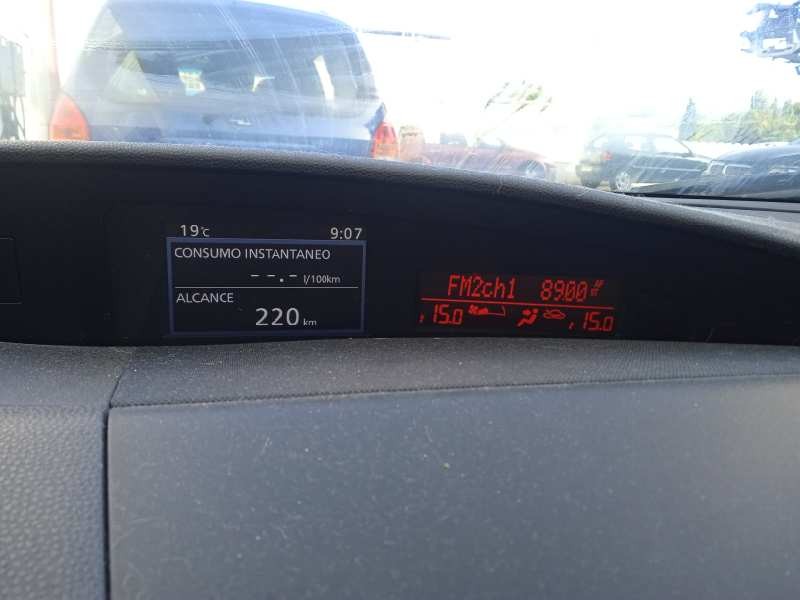 19°C 9:07
CONSUMO INSTANTANEO
--.- l/100km
ALCANCE
220 km
FM2ch1 89.00
15.0 15.0